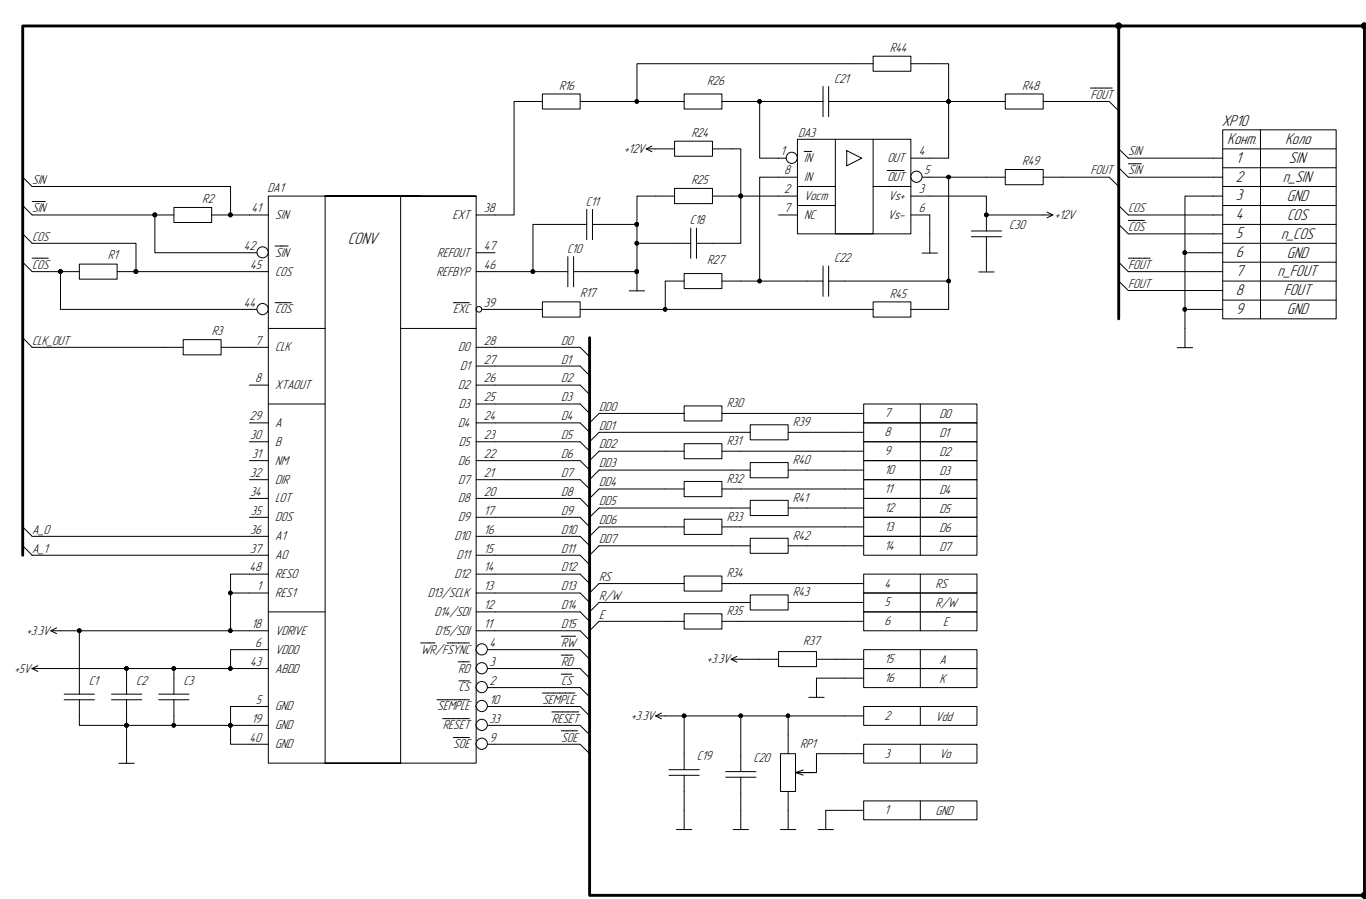 R44
R16
R26
C21
R48
FOUT
XP10
Конт.
Коло
1
SIN
2
n_SIN
3
GND
4
COS
5
n_COS
6
GND
7
n_FOUT
8
FOUT
9
GND
SIN
SIN
COS
COS
FOUT
FOUT
+12V
R24
DA3
1
IN
OUT
4
8
IN
OUT
5
2
Vocm
Vs+
3
7
NC
Vs-
6
R49
FOUT
+12V
C30
R25
C11
C18
C10
R27
C22
R17
R45
SIN
SIN
R2
COS
COS
R1
CLK_OUT
R3
A_0
A_1
DA1
CONV
41
SIN
42
SIN
45
COS
44
COS
7
CLK
8
XTAOUT
29
A
30
B
31
NM
32
DIR
34
LOT
35
DOS
36
A1
37
A0
48
RES0
1
RES1
18
VDRIVE
6
VDDD
43
ABDD
5
GND
19
GND
40
GND
+3.3V
+5V
C1
C2
C3
EXT
38
REFOUT
47
REFBYP
46
EXC
39
D0
28
D0
D1
27
D1
D2
26
D2
D3
25
D3
D4
24
D4
D5
23
D5
D6
22
D6
D7
21
D7
D8
20
D8
D9
17
D9
D10
16
D10
D11
15
D11
D12
14
D12
D13/SCLK
13
D13
D14/SDI
12
D14
D15/SDI
11
D15
WR/FSYNC
4
RW
RD
3
RD
CS
2
CS
SEMPLE
10
SEMPLE
RESET
33
RESET
SOE
9
SOE
DD0
R30
7
D0
DD1
R39
8
D1
DD2
R31
9
D2
DD3
R40
10
D3
DD4
R32
11
D4
DD5
R41
12
D5
DD6
R33
13
D6
DD7
R42
14
D7
RS
R34
4
RS
R/W
R43
5
R/W
E
R35
6
E
+3.3V
R37
15
A
16
K
+3.3V
2
Vdd
C19
C20
RP1
3
Vo
1
GND